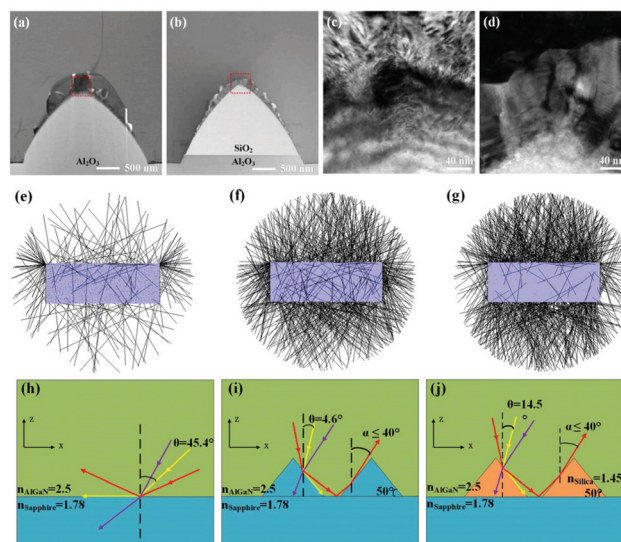 (a)
(b)
(c)
(d)
Al₂O₃
500 nm
SiO₂
Al₂O₃
500 nm
40 nm
40 nm
(e)
(f)
(g)
(h)
z
x
θ=45.4°
nAlGaN=2.5
nSapphire=1.78
(i)
z
x
θ=4.6°
α ≤ 40°
nAlGaN=2.5
50°
nSapphire=1.78
(j)
z
x
θ=14.5
°
α ≤ 40°
nAlGaN=2.5
nSilica=1.45
50°
nSapphire=1.78